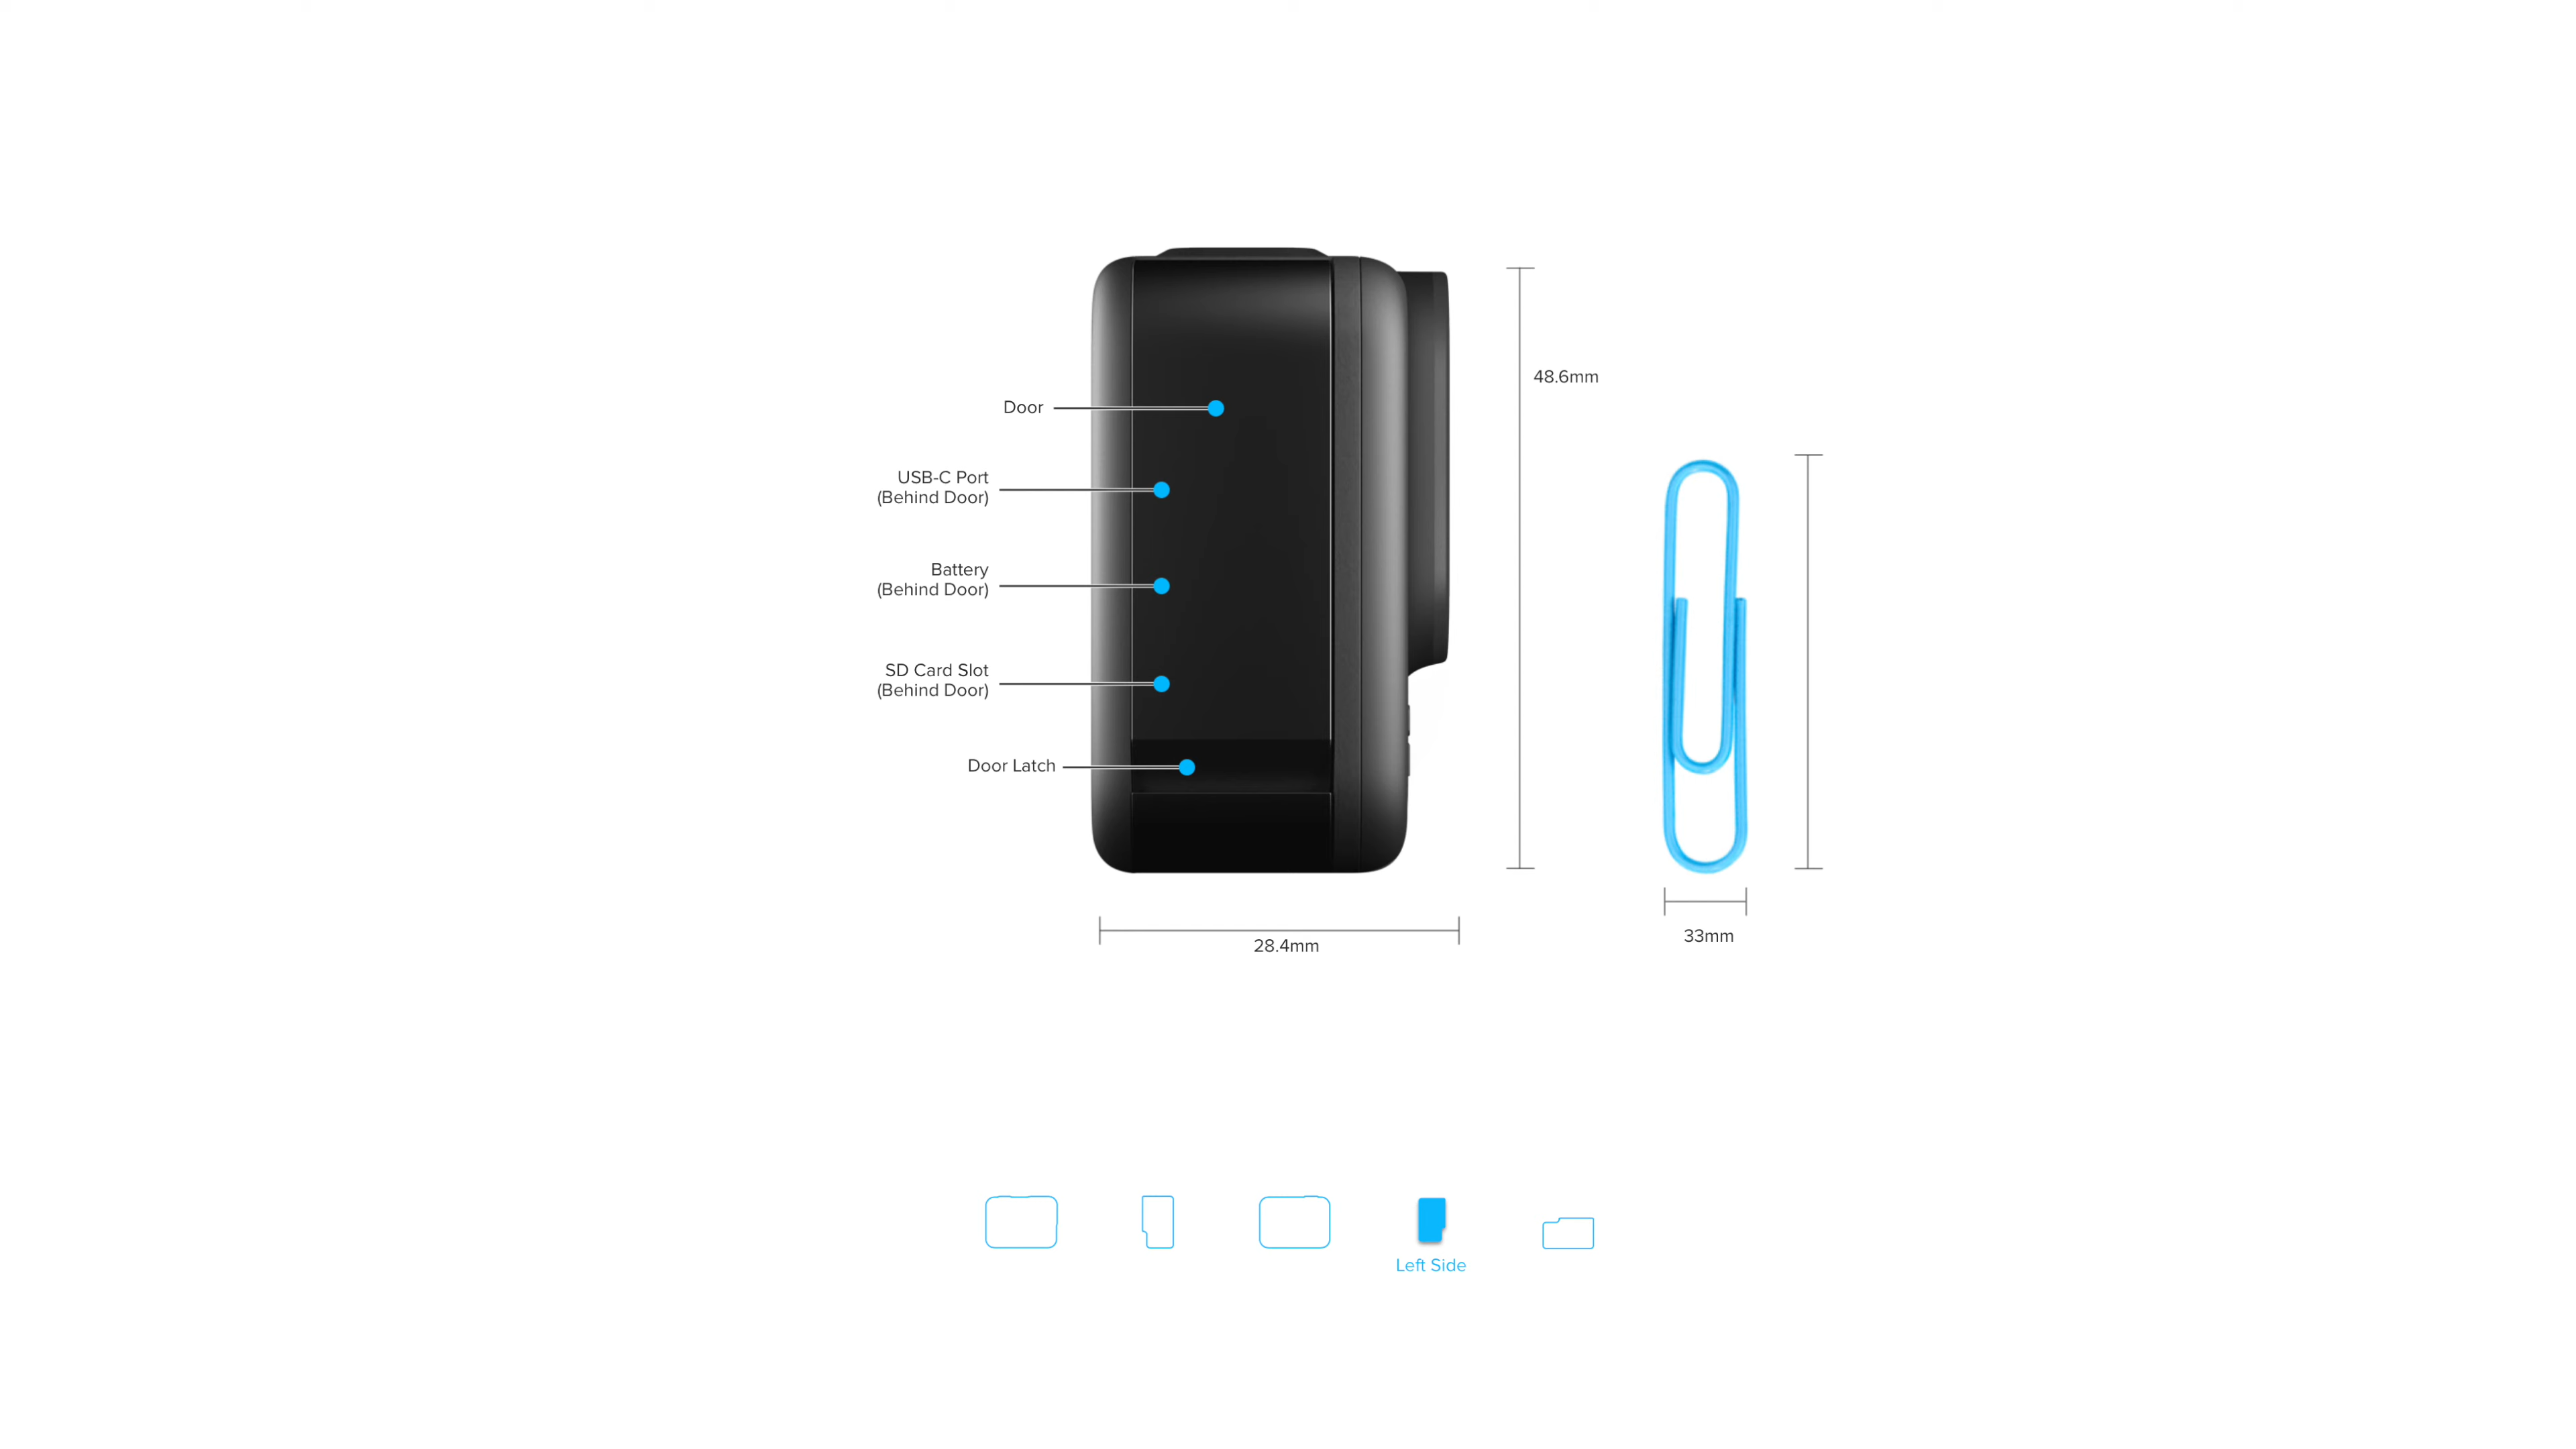 Door
USB-C Port
(Behind Door)
Battery
(Behind Door)
SD Card Slot
(Behind Door)
Door Latch
48.6mm
28.4mm
33mm
Left Side